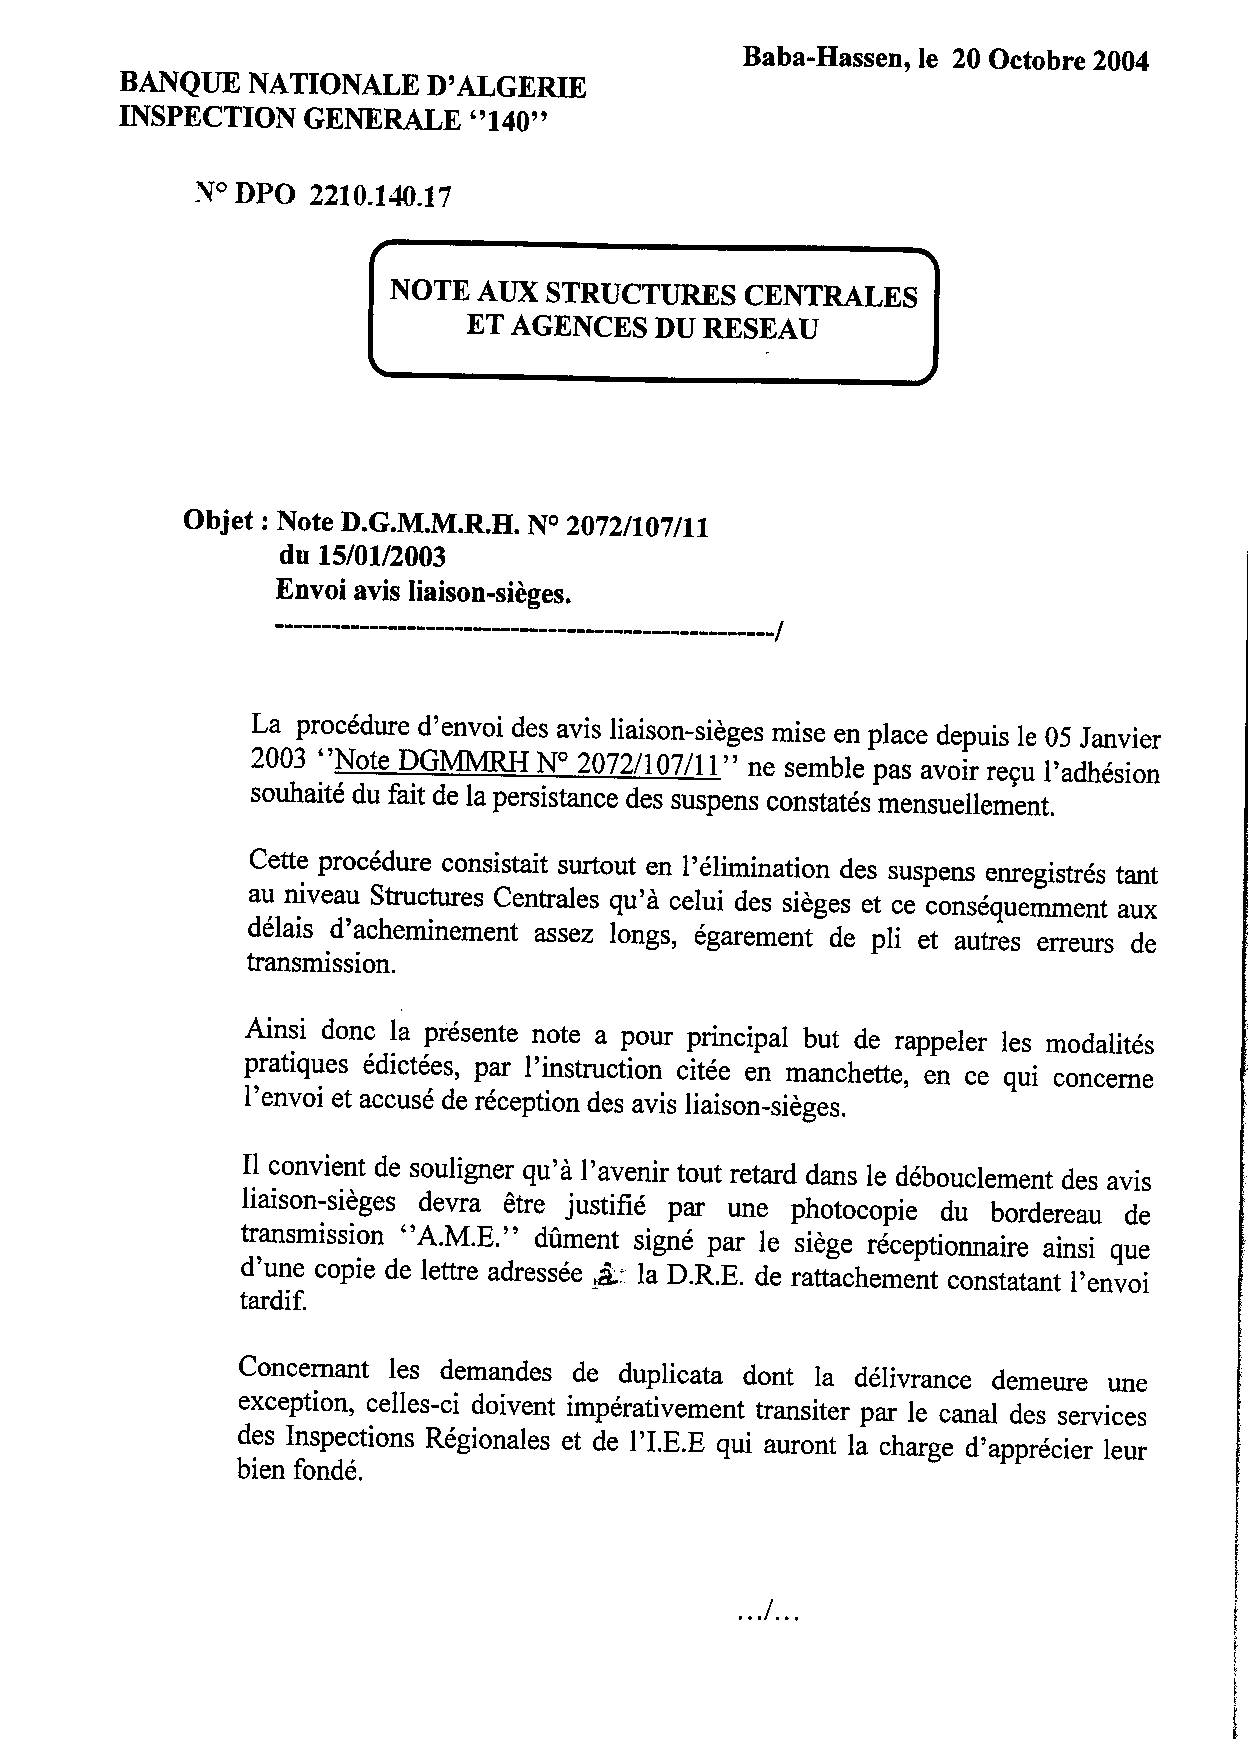 Baba-Hassen, le 20 Octobre 2004
BANQUE NATIONALE D'ALGERIE
INSPECTION GENERALE ‘’140’’
N° DPO 2210.140.17
NOTE AUX STRUCTURES CENTRALES
ET AGENCES DU RESEAU
Objet : Note D.G.M.M.R.H. N° 2072/107/11
du 15/01/2003
Envoi avis liaison-sièges.
-----------------------------------------------------/
La procédure d'envoi des avis liaison-sièges mise en place depuis le 05 Janvier
2003 ‘’Note DGMMRH N° 2072/107/11’’ ne semble pas avoir reçu l'adhésion
souhaité du fait de la persistance des suspens constatés mensuellement.
Cette procédure consistait surtout en l'élimination des suspens enregistrés tant
au niveau Structures Centrales qu'à celui des sièges et ce conséquemment aux
délais d'acheminement assez longs, égarement de pli et autres erreurs de
transmission.
Ainsi donc la présente note a pour principal but de rappeler les modalités
pratiques édictées, par l'instruction citée en manchette, en ce qui concerne
l'envoi et accusé de réception des avis liaison-sièges.
Il convient de souligner qu'à l'avenir tout retard dans le débouclement des avis
liaison-sièges devra être justifié par une photocopie du bordereau de
transmission ‘’A.M.E.’’ dûment signé par le siège réceptionnaire ainsi que
d'une copie de lettre adressée à la D.R.E. de rattachement constatant l'envoi
tardif.
Concernant les demandes de duplicata dont la délivrance demeure une
exception, celles-ci doivent impérativement transiter par le canal des services
des Inspections Régionales et de l'I.E.E qui auront la charge d'apprécier leur
bien fondé.
…/…